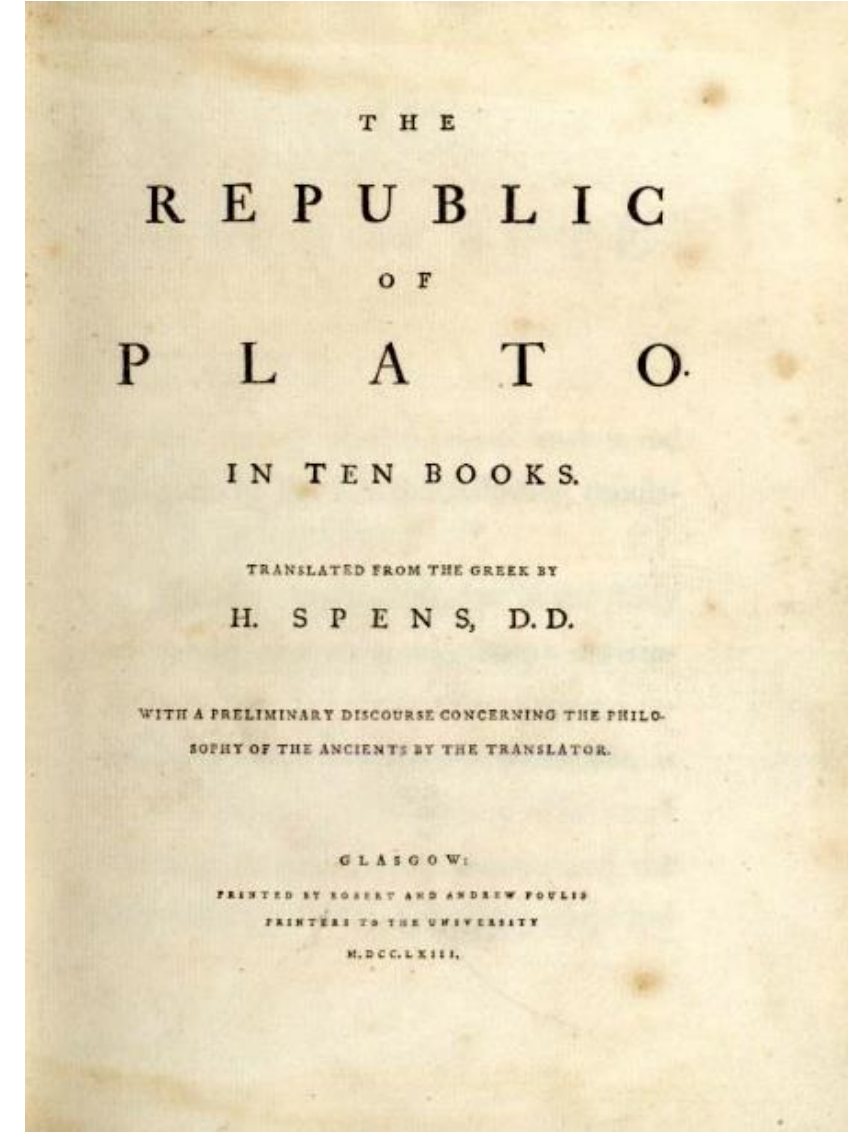 THE
REPUBLIC
OF
PLATO.
IN TEN BOOKS.
TRANSLATED FROM THE GREEK BY
H. SPENS, D.D.
WITH A PRELIMINARY DISCOURSE CONCERNING THE PHILO-
SOPHY OF THE ANCIENTS BY THE TRANSLATOR.
GLASGOW:
PRINTED BY ROBERT AND ANDREW FOULIS
PRINTERS TO THE UNIVERSITY
M.DCC.LXIII.